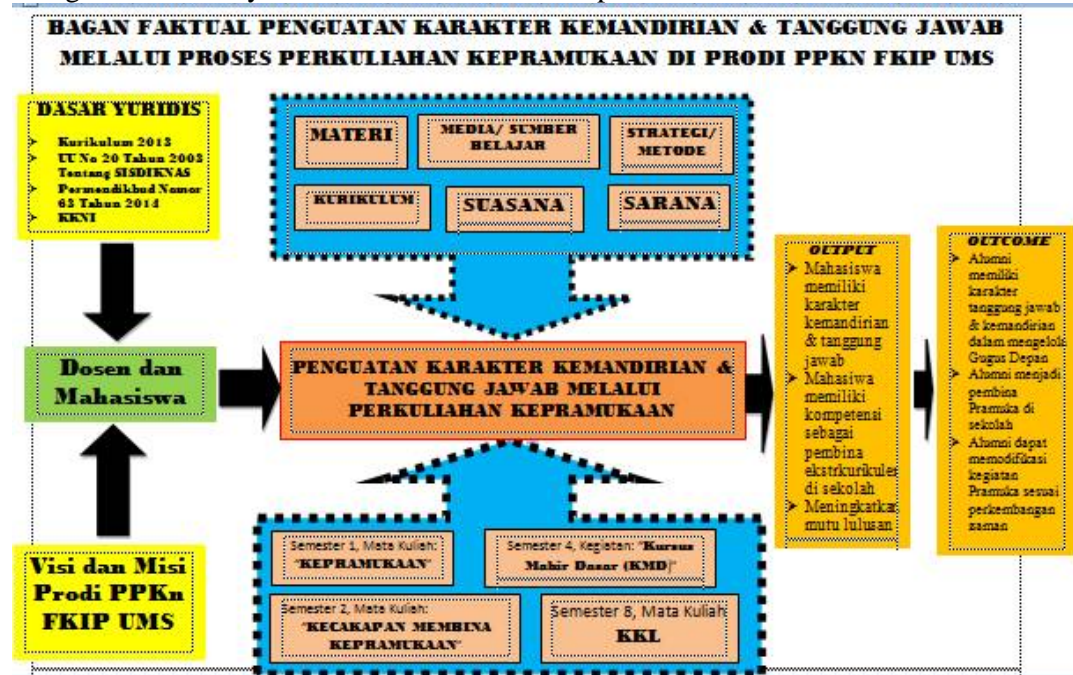 BAGAN FAKTUAL PENGUATAN KARAKTER KEMANDIRIAN & TANGGUNG JAWAB
MELALUI PROSES PERKULIAHAN KEPRAMUKAAN DI PRODI PPKN FKIP UMS
DASAR YURIDIS
➢ Kurikulum 2013
➢ UU No 20 Tahun 2003
Tentang SISDIKNAS
➢ Permendikbud Nomor
63 Tahun 2014
➢ KKNI
MATERI
MEDIA/ SUMBER
BELAJAR
STRATEGI/
METODE
KURIKULUM
SUASANA
SARANA
Dosen dan
Mahasiswa
PENGUATAN KARAKTER KEMANDIRIAN &
TANGGUNG JAWAB MELALUI
PERKULIAHAN KEPRAMUKAAN
OUTPUT
➢ Mahasiswa
memiliki
karakter
kemandirian
& tanggung
jawab
➢ Mahasiwa
memiliki
kompetensi
sebagai
pembina
ekstrkurikuler
di sekolah
➢ Meningkatkan
mutu lulusan
OUTCOME
➢ Alumni
memiliki
karakter
tanggung jawab
& kemandirian
dalam mengelola
Gugus Depan
➢ Alumni menjadi
pembina
Pramuka di
sekolah
➢ Alumni dapat
memodifikasi
kegiatan
Pramuka sesuai
perkembangan
zaman
Visi dan Misi
Prodi PPKn
FKIP UMS
Semester 1, Mata Kuliah:
"KEPRAMUKAAN"
Semester 4, Kegiatan: "Kursus
Mahir Dasar (KMD)"
Semester 2, Mata Kuliah:
"KECAKAPAN MEMBINA
KEPRAMUKAAN"
Semester 8, Mata Kuliah
KKL